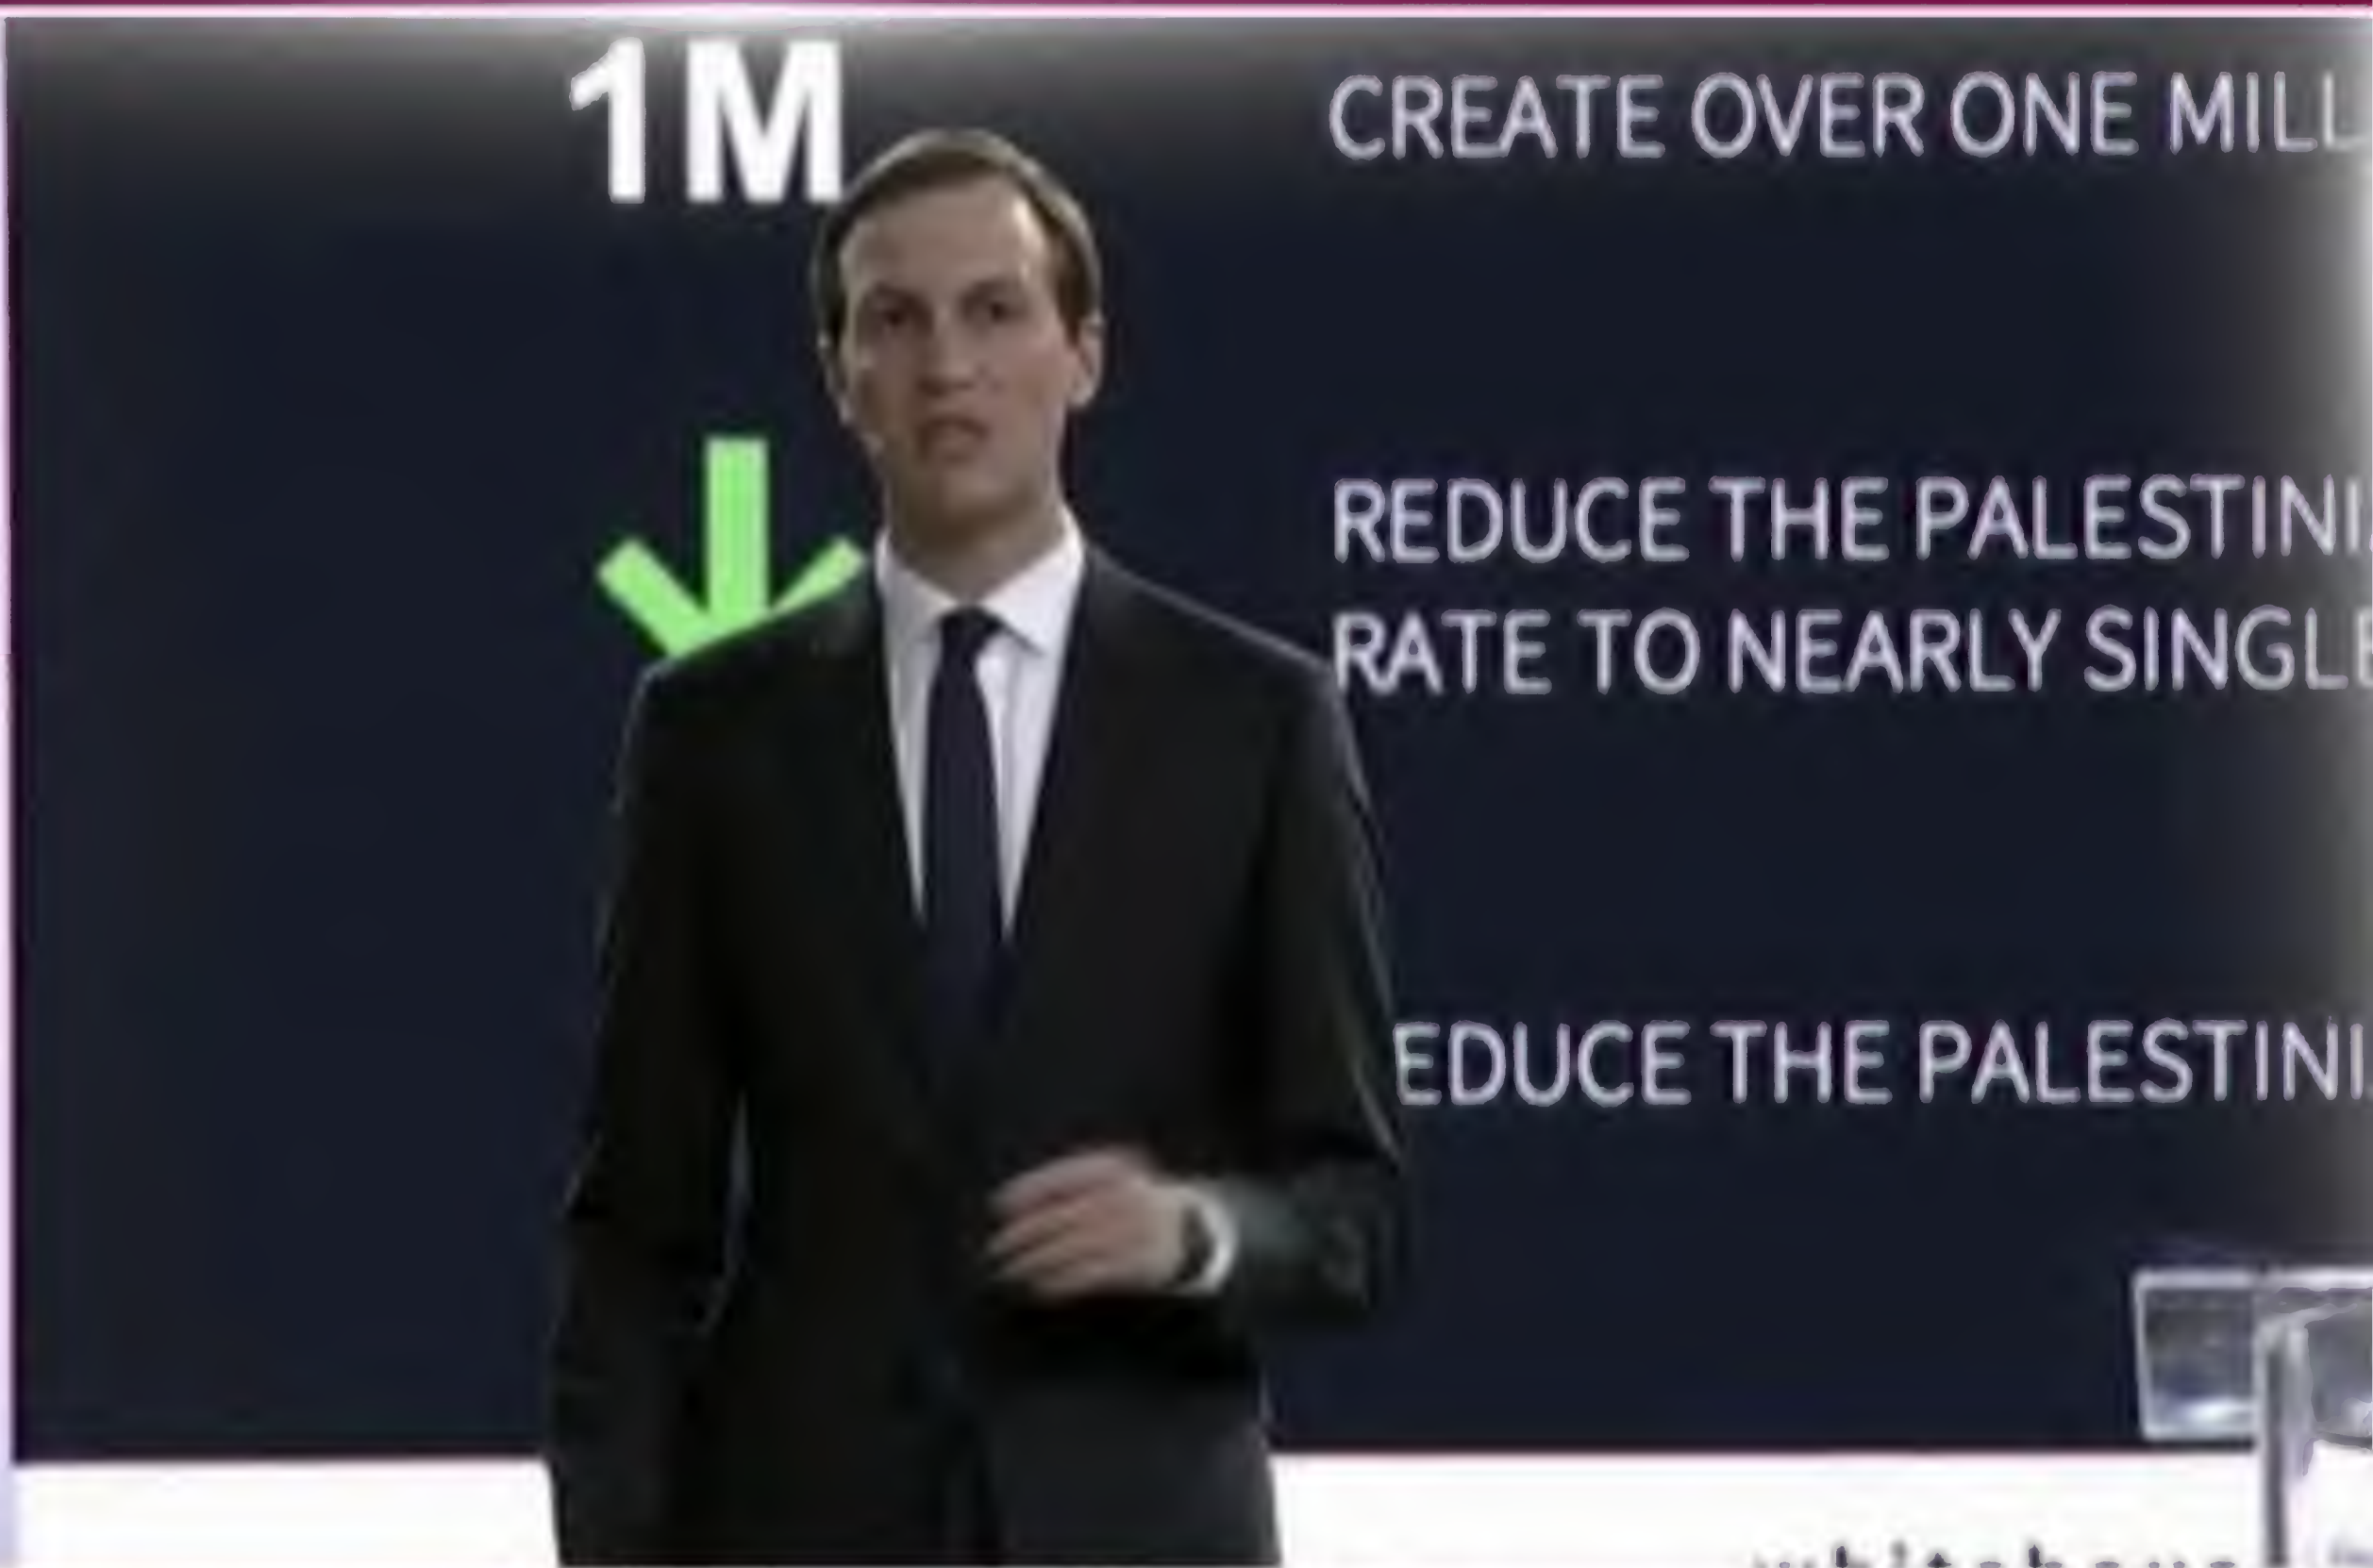 1M
CREATE OVER ONE MILL
REDUCE THE PALESTINI
RATE TO NEARLY SINGLE
EDUCE THE PALESTINI